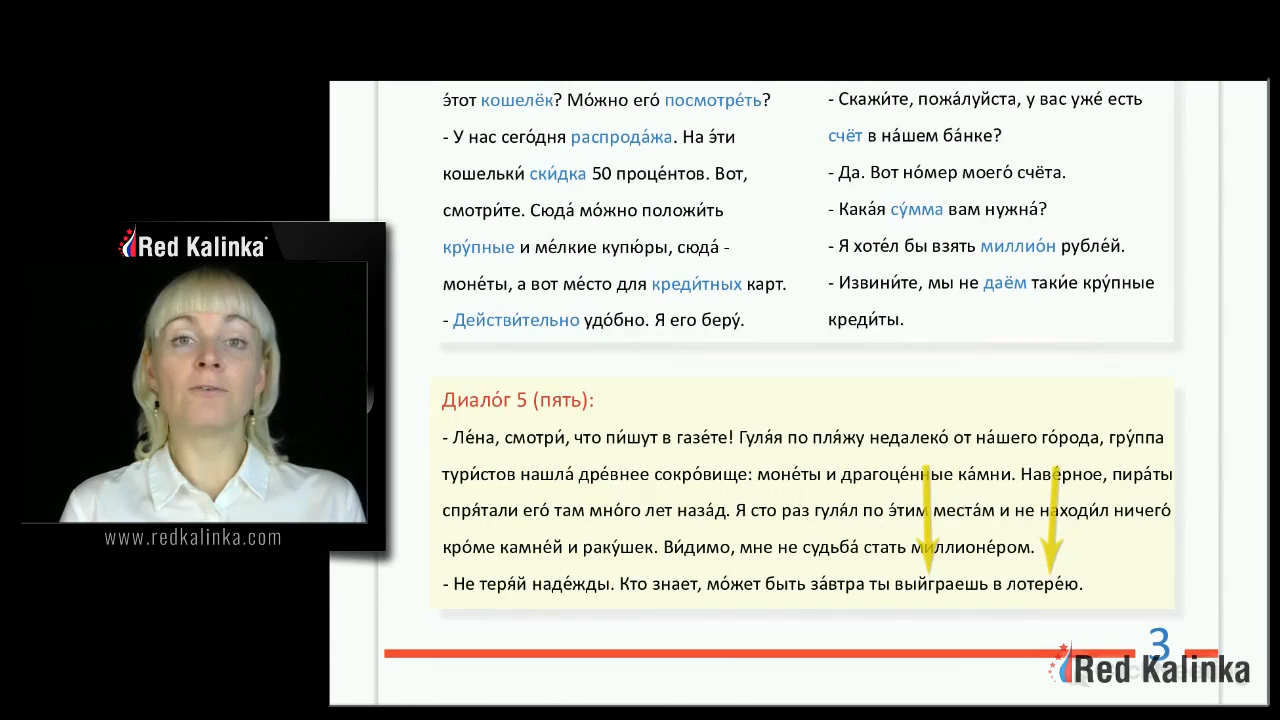 Red Kalinka
www.redkalinka.com
э́тот кошелёк? Мо́жно его́ посмотре́ть?
- У нас сего́дня распрода́жа. На э́ти
кошельки́ ски́дка 50 проце́нтов. Вот,
смотри́те. Сюда́ мо́жно положи́ть
кру́пные и ме́лкие купю́ры, сюда́ -
моне́ты, а вот ме́сто для креди́тных карт.
- Действи́тельно удо́бно. Я его беру́.
- Скажи́те, пожа́луйста, у вас уже́ есть
счёт в на́шем ба́нке?
- Да. Вот но́мер моего́ счёта.
- Кака́я су́мма вам нужна́?
- Я хоте́л бы взять миллио́н рубле́й.
- Извини́те, мы не даём таки́е кру́пные
креди́ты.
Диало́г 5 (пять):
- Ле́на, смотри́, что пи́шут в газе́те! Гуля́я по пля́жу недалеко́ от на́шего го́рода, гру́ппа
тури́стов нашла́ дре́внее сокро́вище: моне́ты и драгоце́нные ка́мни. Наве́рное, пира́ты
спря́тали его́ там мно́го лет наза́д. Я сто раз гуля́л по э́тим места́м и не находи́л ничего́
кро́ме камне́й и раку́шек. Ви́димо, мне не судьба́ стать миллионе́ром.
- Не теря́й наде́жды. Кто знает, мо́жет быть за́втра ты вы́играешь в лотере́ю.
3
Red Kalinka